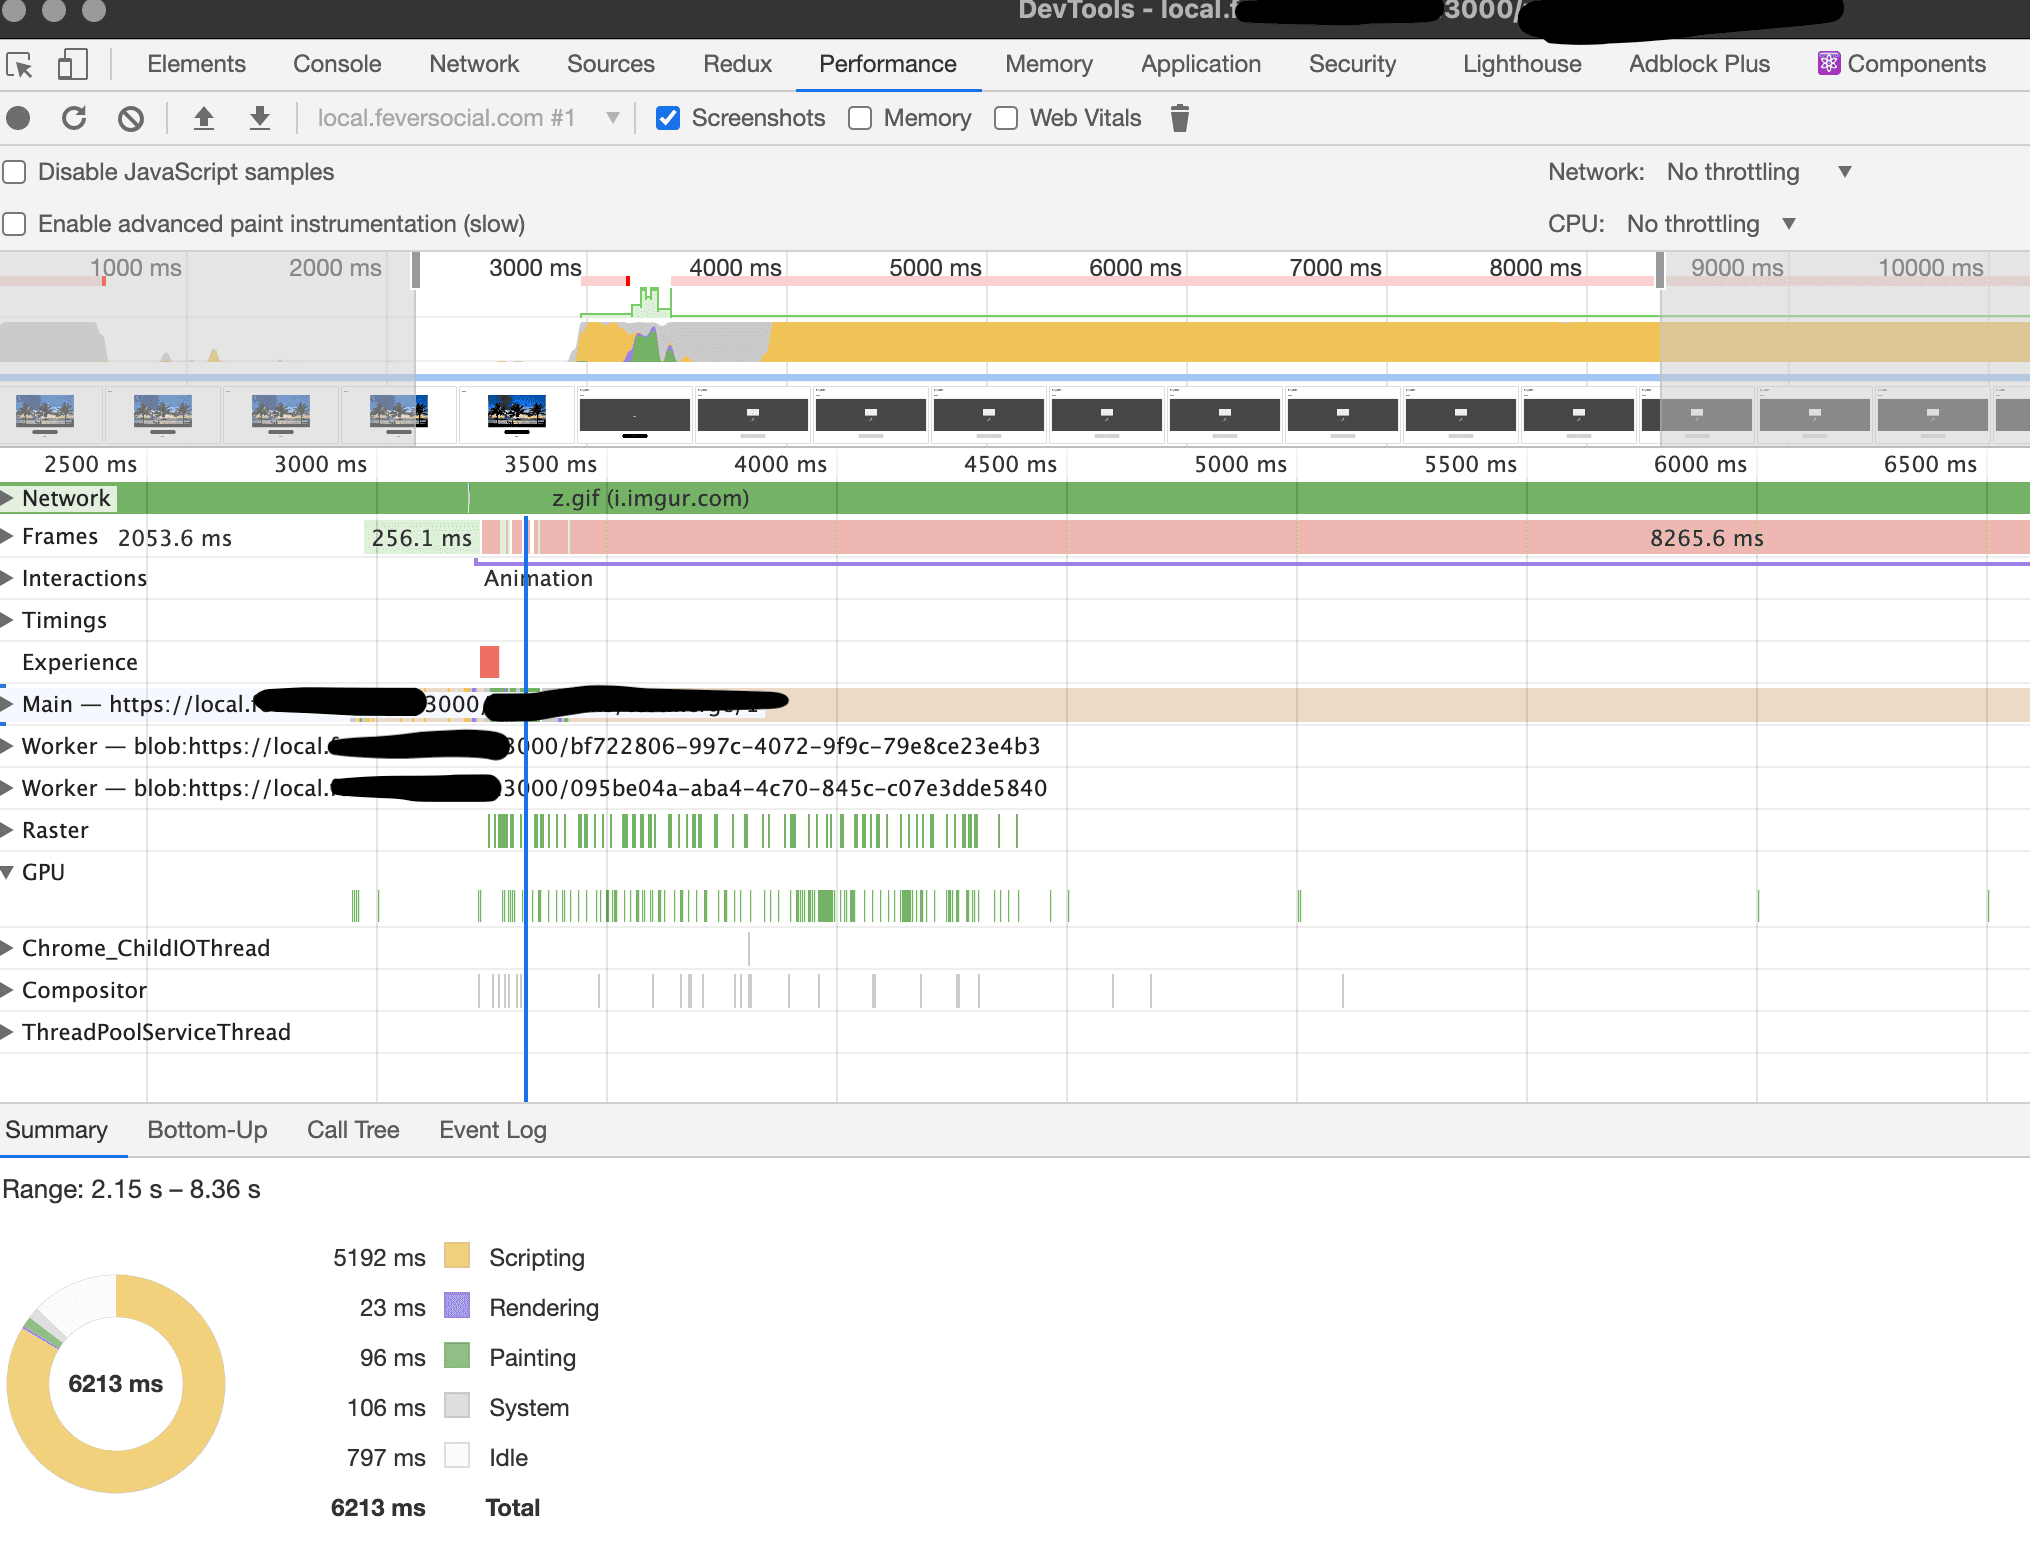 DevTools - local.f 3000/
Elements Console Network Sources Redux Performance Memory Application Security Lighthouse Adblock Plus Components
local.feversocial.com #1 Screenshots Memory Web Vitals
Disable JavaScript samples Network: No throttling
Enable advanced paint instrumentation (slow) CPU: No throttling
1000 ms 2000 ms 3000 ms 4000 ms 5000 ms 6000 ms 7000 ms 8000 ms 9000 ms 10000 ms
2500 ms 3000 ms 3500 ms 4000 ms 4500 ms 5000 ms 5500 ms 6000 ms 6500 ms
Network z.gif (i.imgur.com)
Frames 2053.6 ms 256.1 ms 8265.6 ms
Interactions Animation
Timings
Experience
Main — https://local.f 3000/
Worker — blob:https://local. 3000/bf722806-997c-4072-9f9c-79e8ce23e4b3
Worker — blob:https://local. 3000/095be04a-aba4-4c70-845c-c07e3dde5840
Raster
GPU
Chrome_ChildIOThread
Compositor
ThreadPoolServiceThread
Summary Bottom-Up Call Tree Event Log
Range: 2.15 s – 8.36 s
5192 ms Scripting
23 ms Rendering
96 ms Painting
6213 ms
106 ms System
797 ms Idle
6213 ms Total